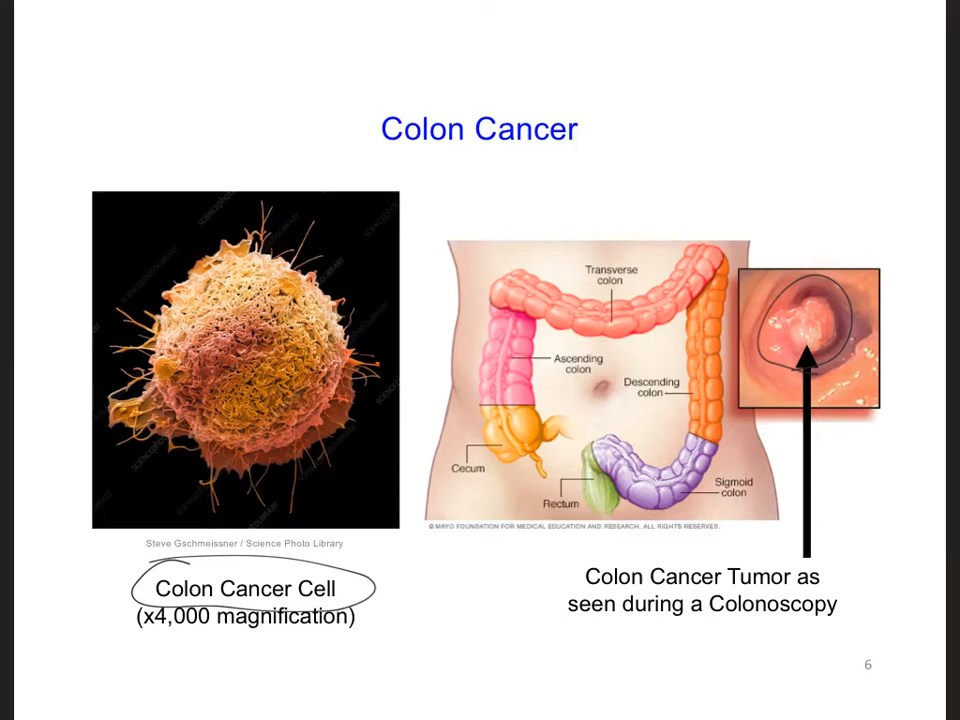 Colon Cancer
Transverse
colon
Ascending
colon
Descending
colon
Cecum
Rectum
Sigmoid
colon
© MAYO FOUNDATION FOR MEDICAL EDUCATION AND RESEARCH. ALL RIGHTS RESERVED.
Steve Gschmeissner / Science Photo Library
Colon Cancer Cell
(x4,000 magnification)
Colon Cancer Tumor as
seen during a Colonoscopy
6